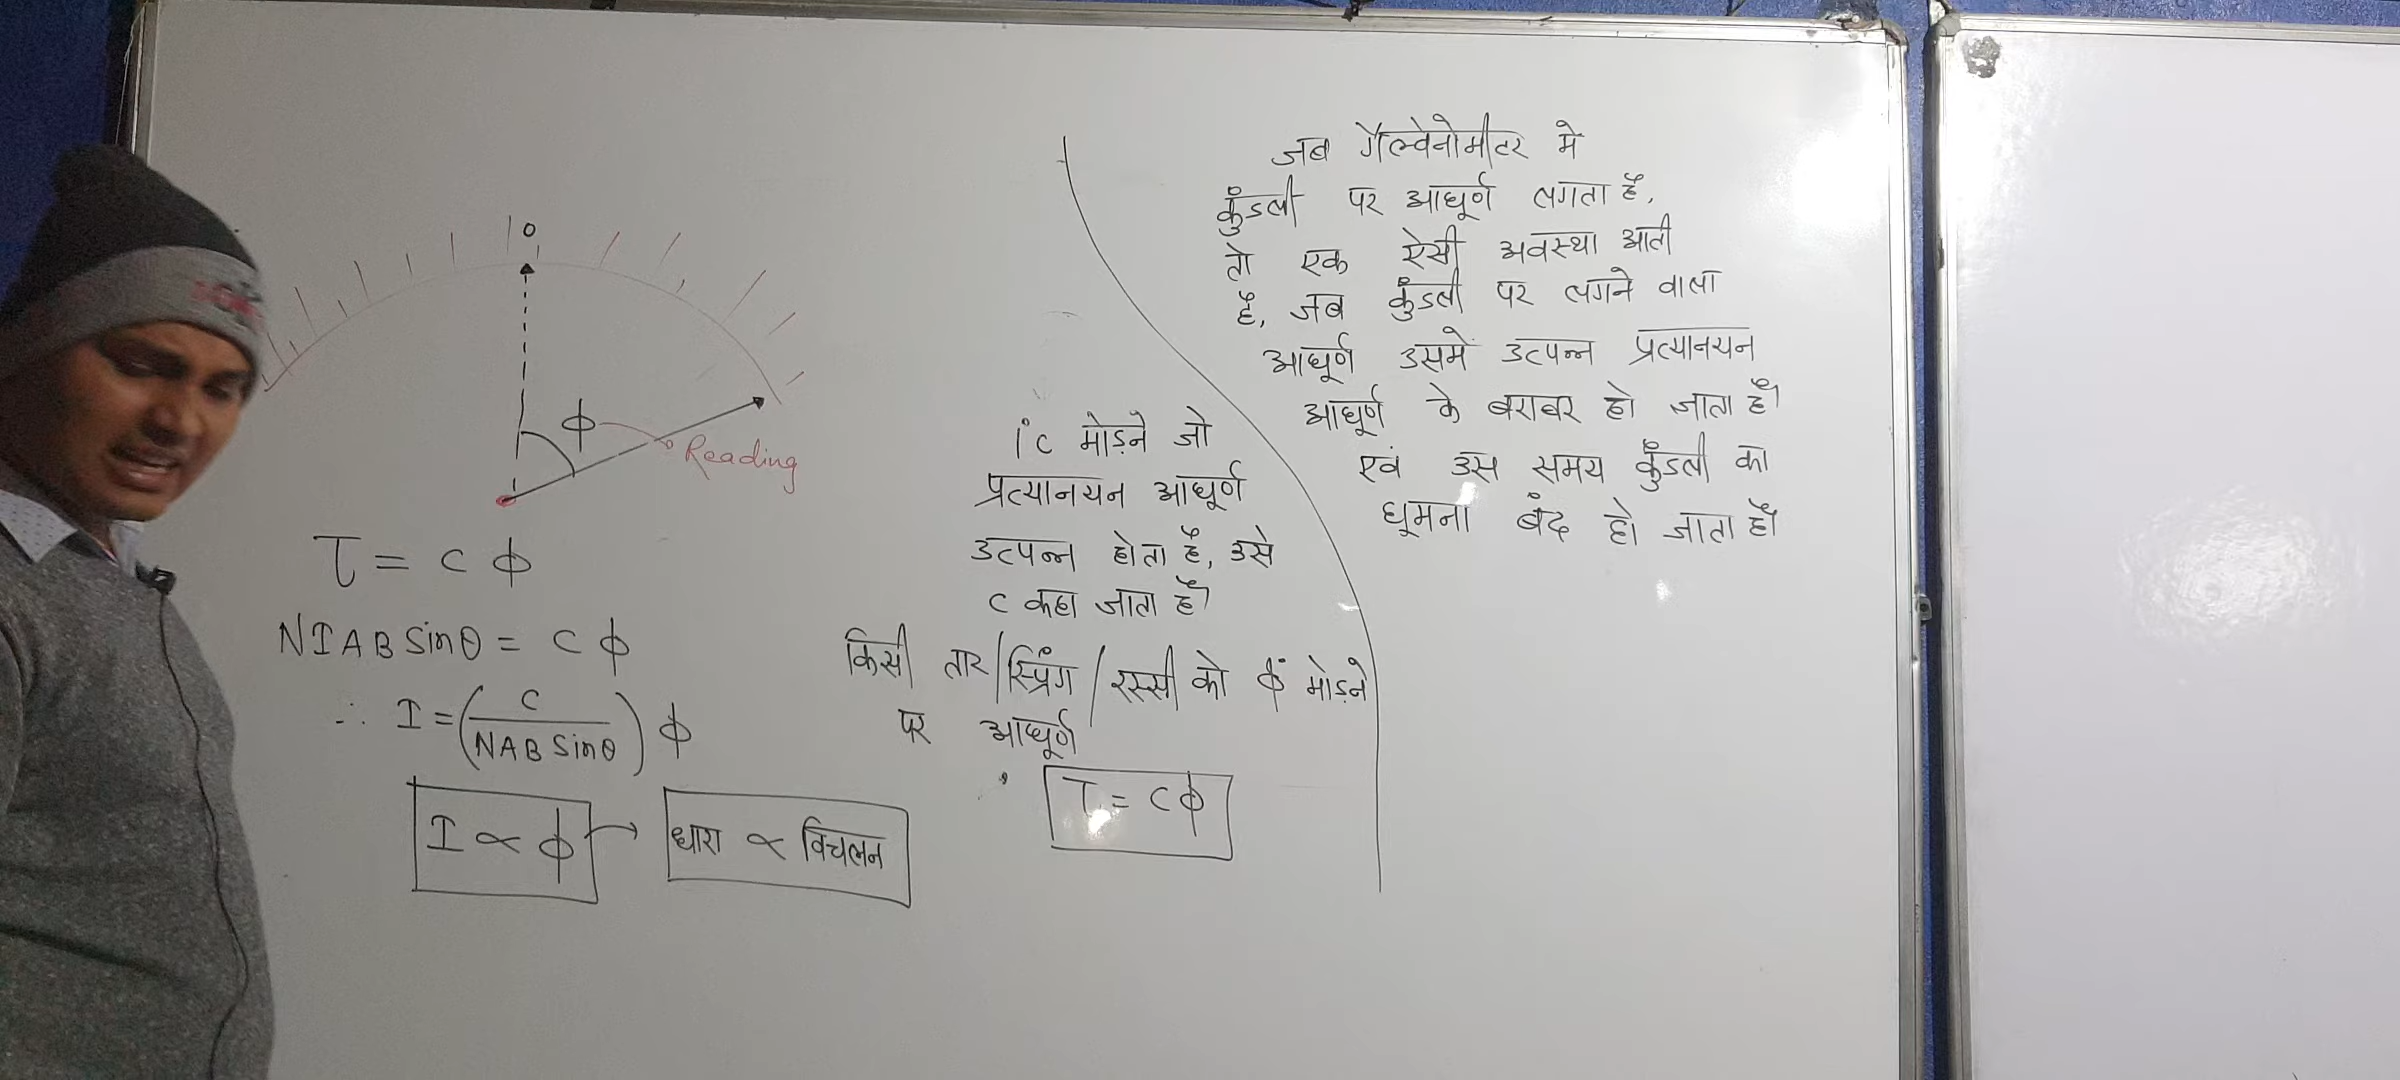 0
ϕ
Reading
τ = C ϕ
NIAB Sinθ = C ϕ
∴ I = (C / NAB Sinθ) ϕ
I ∝ ϕ → धारा ∝ विचलन
1°C मोड़ने जो
प्रत्यानयन आघूर्ण
उत्पन्न होता है, उसे
C कहा जाता है।
किसी तार/स्प्रिंग/रस्सी को ϕ° मोड़ने
पर आघूर्ण
τ = Cϕ
जब गैल्वेनोमीटर मे
कुंडली पर आघूर्ण लगता है,
तो एक ऐसी अवस्था आती
है, जब कुंडली पर लगने वाला
आघूर्ण उसमें उत्पन्न प्रत्यानयन
आघूर्ण के बराबर हो जाता है।
एवं उस समय कुंडली का
घूमना बंद हो जाता है।